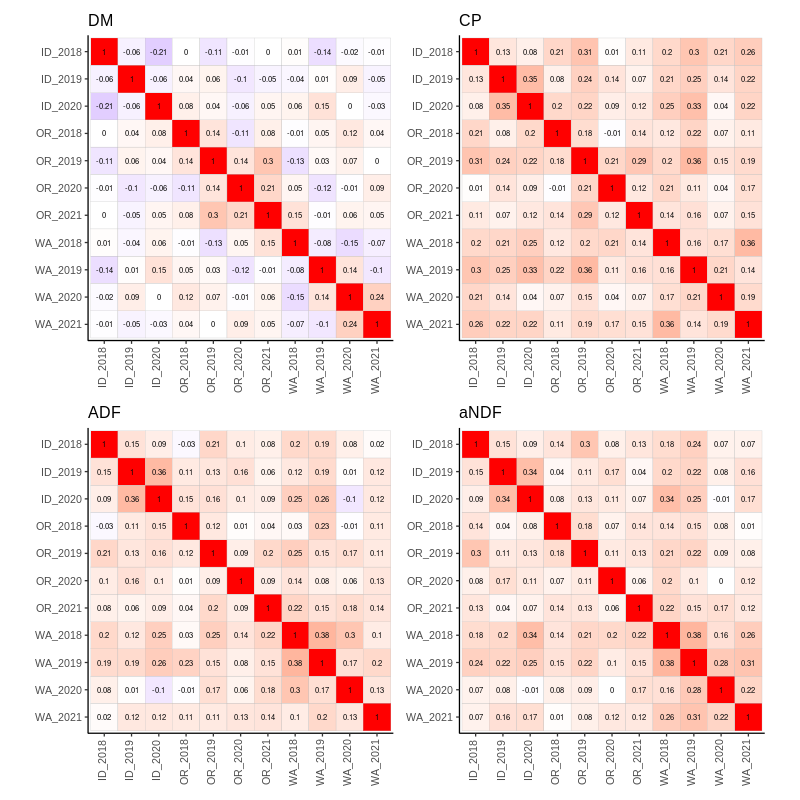 DM
ID_2018 1 -0.06 -0.21 0 -0.11 -0.01 0 0.01 -0.14 -0.02 -0.01
ID_2019 -0.06 1 -0.06 0.04 0.06 -0.1 -0.05 -0.04 0.01 0.09 -0.05
ID_2020 -0.21 -0.06 1 0.08 0.04 -0.06 0.05 0.06 0.15 0 -0.03
OR_2018 0 0.04 0.08 1 0.14 -0.11 0.08 -0.01 0.05 0.12 0.04
OR_2019 -0.11 0.06 0.04 0.14 1 0.14 0.3 -0.13 0.03 0.07 0
OR_2020 -0.01 -0.1 -0.06 -0.11 0.14 1 0.21 0.05 -0.12 -0.01 0.09
OR_2021 0 -0.05 0.05 0.08 0.3 0.21 1 0.15 -0.01 0.06 0.05
WA_2018 0.01 -0.04 0.06 -0.01 -0.13 0.05 0.15 1 -0.08 -0.15 -0.07
WA_2019 -0.14 0.01 0.15 0.05 0.03 -0.12 -0.01 -0.08 1 0.14 -0.1
WA_2020 -0.02 0.09 0 0.12 0.07 -0.01 0.06 -0.15 0.14 1 0.24
WA_2021 -0.01 -0.05 -0.03 0.04 0 0.09 0.05 -0.07 -0.1 0.24 1
ID_2018 ID_2019 ID_2020 OR_2018 OR_2019 OR_2020 OR_2021 WA_2018 WA_2019 WA_2020 WA_2021
CP
ID_2018 1 0.13 0.08 0.21 0.31 0.01 0.11 0.2 0.3 0.21 0.26
ID_2019 0.13 1 0.35 0.08 0.24 0.14 0.07 0.21 0.25 0.14 0.22
ID_2020 0.08 0.35 1 0.2 0.22 0.09 0.12 0.25 0.33 0.04 0.22
OR_2018 0.21 0.08 0.2 1 0.18 -0.01 0.14 0.12 0.22 0.07 0.11
OR_2019 0.31 0.24 0.22 0.18 1 0.21 0.29 0.2 0.36 0.15 0.19
OR_2020 0.01 0.14 0.09 -0.01 0.21 1 0.12 0.21 0.11 0.04 0.17
OR_2021 0.11 0.07 0.12 0.14 0.29 0.12 1 0.14 0.16 0.07 0.15
WA_2018 0.2 0.21 0.25 0.12 0.2 0.21 0.14 1 0.16 0.17 0.36
WA_2019 0.3 0.25 0.33 0.22 0.36 0.11 0.16 0.16 1 0.21 0.14
WA_2020 0.21 0.14 0.04 0.07 0.15 0.04 0.07 0.17 0.21 1 0.19
WA_2021 0.26 0.22 0.22 0.11 0.19 0.17 0.15 0.36 0.14 0.19 1
ID_2018 ID_2019 ID_2020 OR_2018 OR_2019 OR_2020 OR_2021 WA_2018 WA_2019 WA_2020 WA_2021
ADF
ID_2018 1 0.15 0.09 -0.03 0.21 0.1 0.08 0.2 0.19 0.08 0.02
ID_2019 0.15 1 0.36 0.11 0.13 0.16 0.06 0.12 0.19 0.01 0.12
ID_2020 0.09 0.36 1 0.15 0.16 0.1 0.09 0.25 0.26 -0.1 0.12
OR_2018 -0.03 0.11 0.15 1 0.12 0.01 0.04 0.03 0.23 -0.01 0.11
OR_2019 0.21 0.13 0.16 0.12 1 0.09 0.2 0.25 0.15 0.17 0.11
OR_2020 0.1 0.16 0.1 0.01 0.09 1 0.09 0.14 0.08 0.06 0.13
OR_2021 0.08 0.06 0.09 0.04 0.2 0.09 1 0.22 0.15 0.18 0.14
WA_2018 0.2 0.12 0.25 0.03 0.25 0.14 0.22 1 0.38 0.3 0.1
WA_2019 0.19 0.19 0.26 0.23 0.15 0.08 0.15 0.38 1 0.17 0.2
WA_2020 0.08 0.01 -0.1 -0.01 0.17 0.06 0.18 0.3 0.17 1 0.13
WA_2021 0.02 0.12 0.12 0.11 0.11 0.13 0.14 0.1 0.2 0.13 1
ID_2018 ID_2019 ID_2020 OR_2018 OR_2019 OR_2020 OR_2021 WA_2018 WA_2019 WA_2020 WA_2021
aNDF
ID_2018 1 0.15 0.09 0.14 0.3 0.08 0.13 0.18 0.24 0.07 0.07
ID_2019 0.15 1 0.34 0.04 0.11 0.17 0.04 0.2 0.22 0.08 0.16
ID_2020 0.09 0.34 1 0.08 0.13 0.11 0.07 0.34 0.25 -0.01 0.17
OR_2018 0.14 0.04 0.08 1 0.18 0.07 0.14 0.14 0.15 0.08 0.01
OR_2019 0.3 0.11 0.13 0.18 1 0.11 0.13 0.21 0.22 0.09 0.08
OR_2020 0.08 0.17 0.11 0.07 0.11 1 0.06 0.2 0.1 0 0.12
OR_2021 0.13 0.04 0.07 0.14 0.13 0.06 1 0.22 0.15 0.17 0.12
WA_2018 0.18 0.2 0.34 0.14 0.21 0.2 0.22 1 0.38 0.16 0.26
WA_2019 0.24 0.22 0.25 0.15 0.22 0.1 0.15 0.38 1 0.28 0.31
WA_2020 0.07 0.08 -0.01 0.08 0.09 0 0.17 0.16 0.28 1 0.22
WA_2021 0.07 0.16 0.17 0.01 0.08 0.12 0.12 0.26 0.31 0.22 1
ID_2018 ID_2019 ID_2020 OR_2018 OR_2019 OR_2020 OR_2021 WA_2018 WA_2019 WA_2020 WA_2021